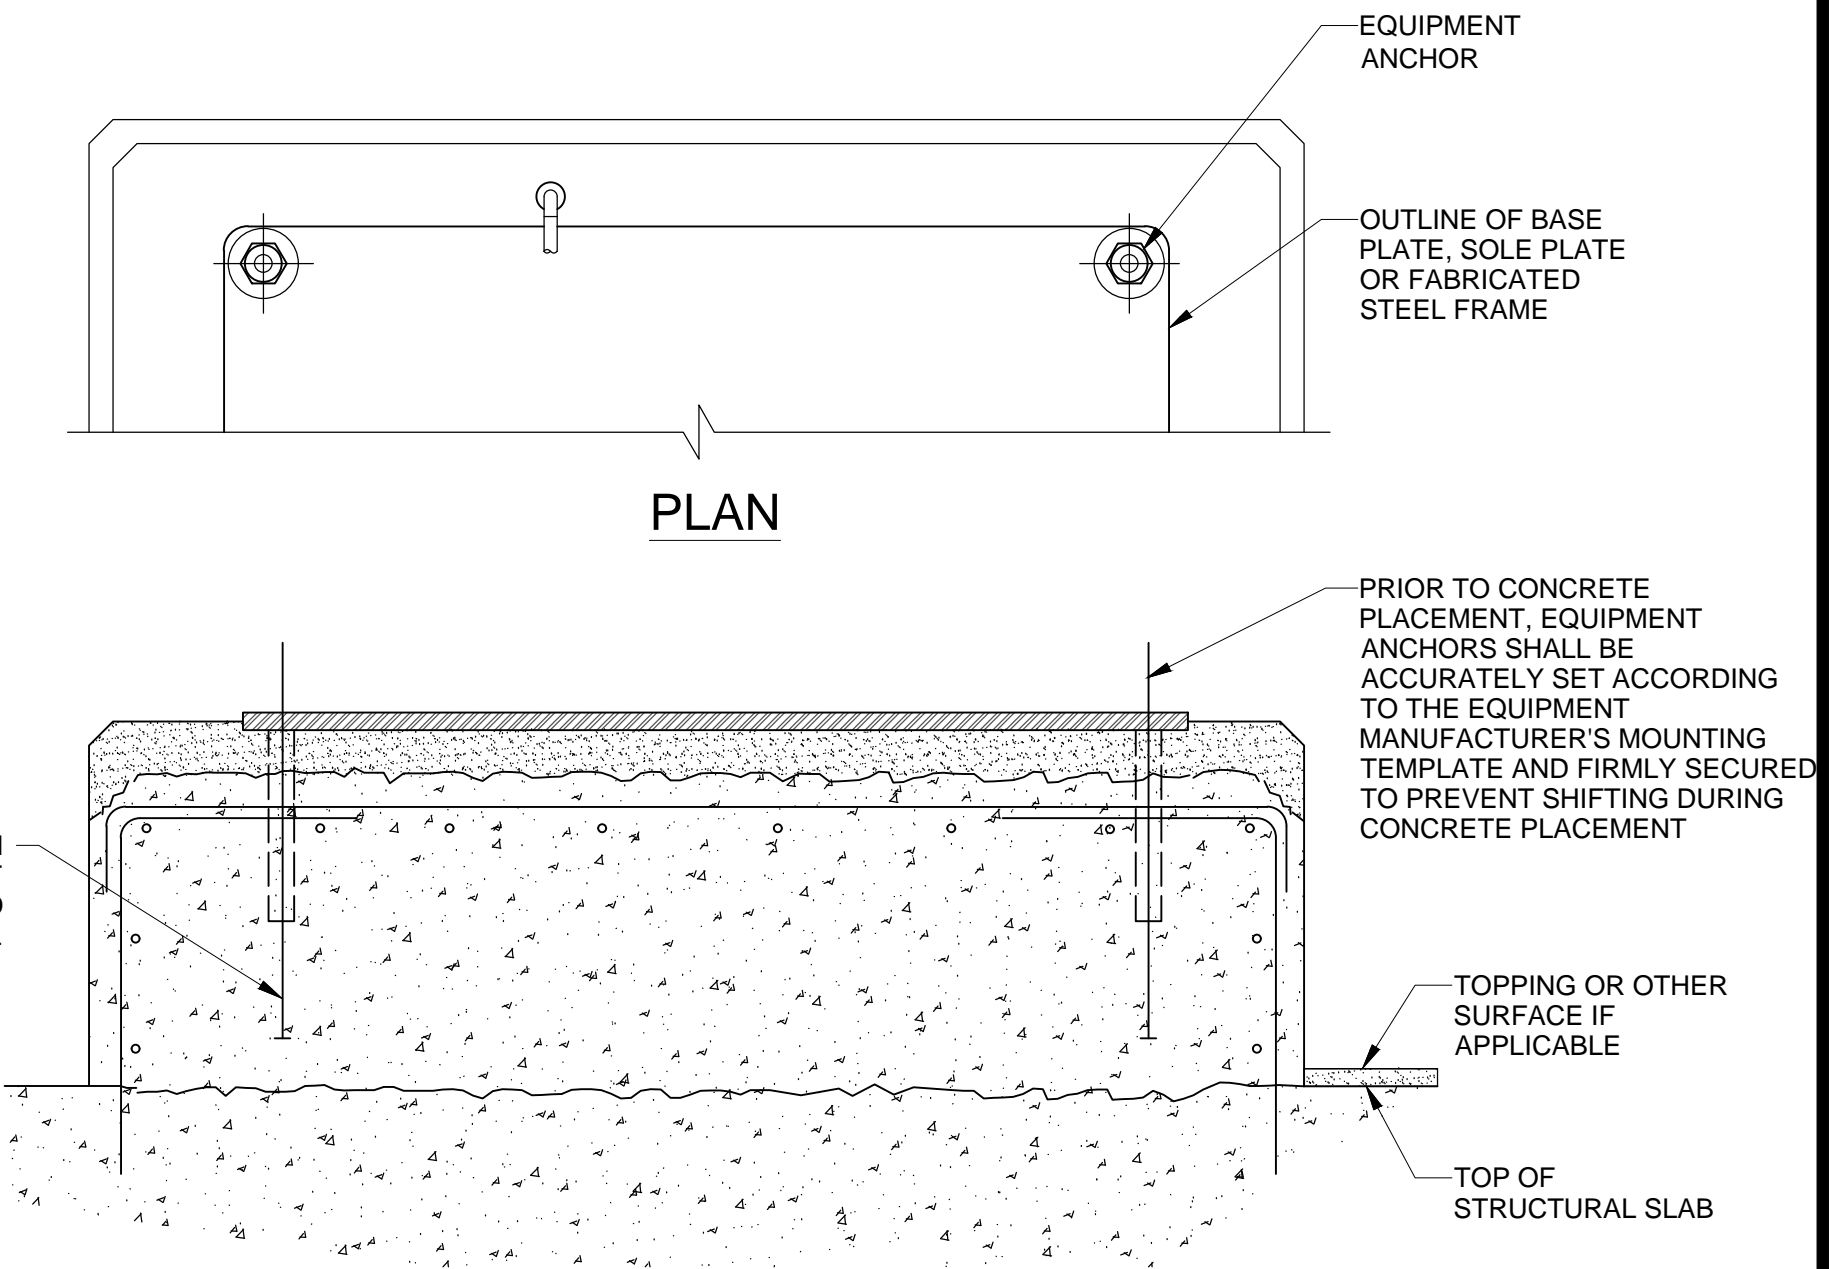 EQUIPMENT
ANCHOR
OUTLINE OF BASE
PLATE, SOLE PLATE
OR FABRICATED
STEEL FRAME
PLAN
PRIOR TO CONCRETE
PLACEMENT, EQUIPMENT
ANCHORS SHALL BE
ACCURATELY SET ACCORDING
TO THE EQUIPMENT
MANUFACTURER'S MOUNTING
TEMPLATE AND FIRMLY SECURED
TO PREVENT SHIFTING DURING
CONCRETE PLACEMENT
TOPPING OR OTHER
SURFACE IF
APPLICABLE
TOP OF
STRUCTURAL SLAB